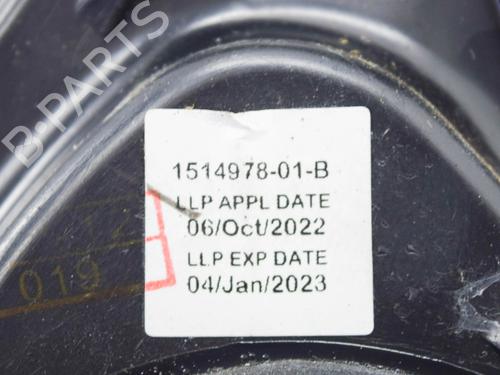 B-PARTS
1514978-01-B
LLP APPL DATE
06/Oct/2022
LLP EXP DATE
04/Jan/2023
019